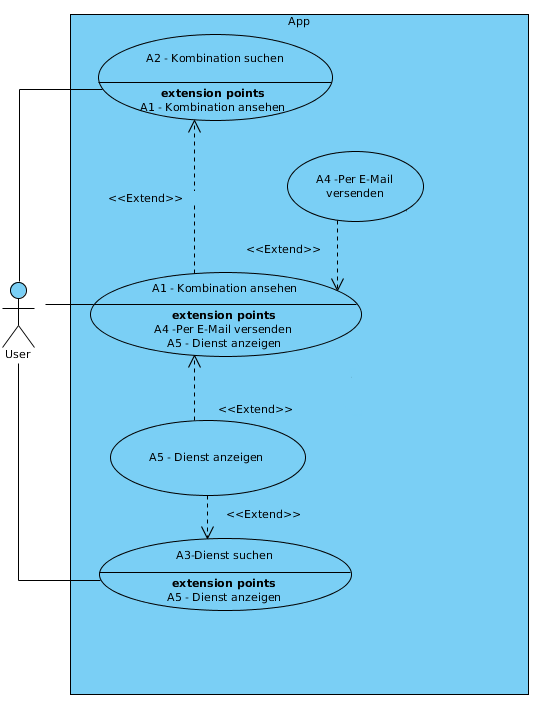 App
A2 - Kombination suchen
extension points
A1 - Kombination ansehen
A4 -Per E-Mail
versenden
<<Extend>>
<<Extend>>
A1 - Kombination ansehen
extension points
A4 -Per E-Mail versenden
A5 - Dienst anzeigen
User
<<Extend>>
A5 - Dienst anzeigen
<<Extend>>
A3-Dienst suchen
extension points
A5 - Dienst anzeigen